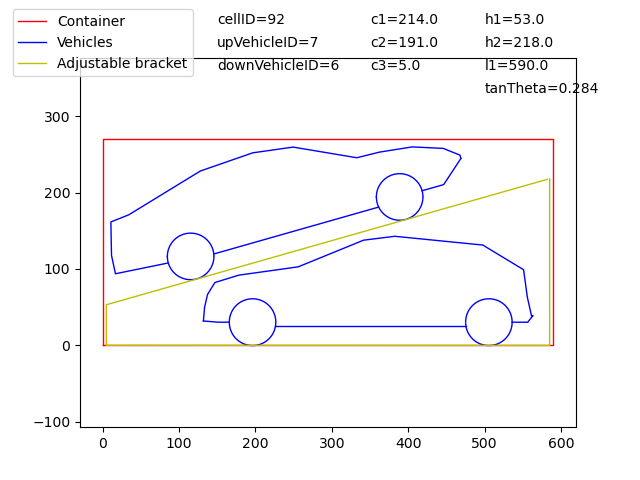 Container
Vehicles
Adjustable bracket
cellID=92
upVehicleID=7
downVehicleID=6
c1=214.0
c2=191.0
c3=5.0
h1=53.0
h2=218.0
l1=590.0
tanTheta=0.284
300
200
100
0
−100
0 100 200 300 400 500 600